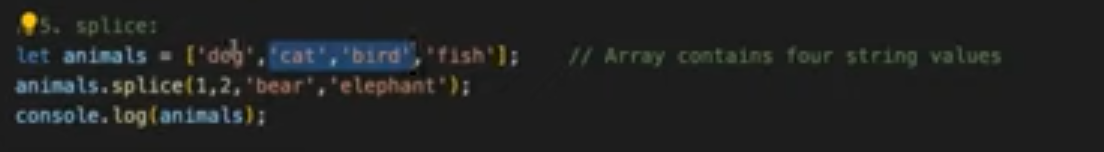 5. splice:
let animals = ['dog','cat','bird','fish'];    // Array contains four string values
animals.splice(1,2,'bear','elephant');
console.log(animals);